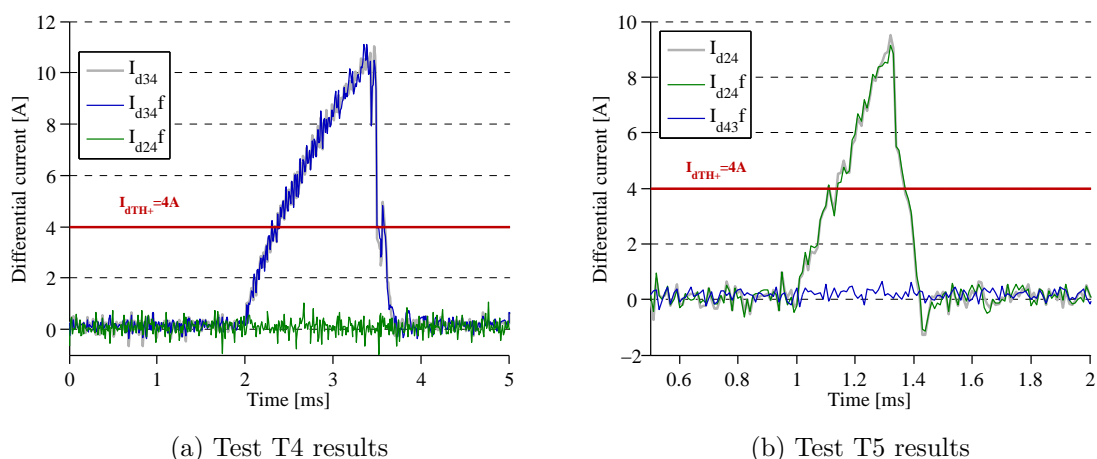 12
10
8
6
4
2
0
Differential current [A]
I_d34
I_d34f
I_d24f
I_dTH+=4A
0 1 2 3 4 5
Time [ms]
(a) Test T4 results
10
8
6
4
2
0
−2
Differential current [A]
I_d24
I_d24f
I_d43f
I_dTH+=4A
0.6 0.8 1 1.2 1.4 1.6 1.8 2
Time [ms]
(b) Test T5 results